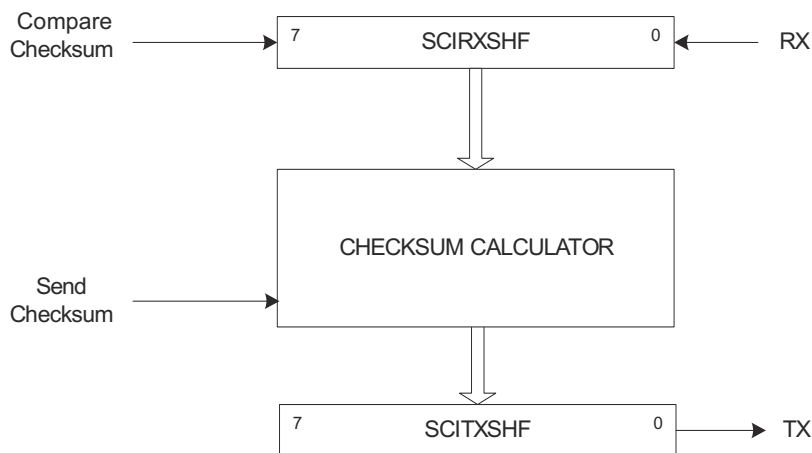 Compare
Checksum
7 SCIRXSHF 0
RX
CHECKSUM CALCULATOR
Send
Checksum
7 SCITXSHF 0
TX